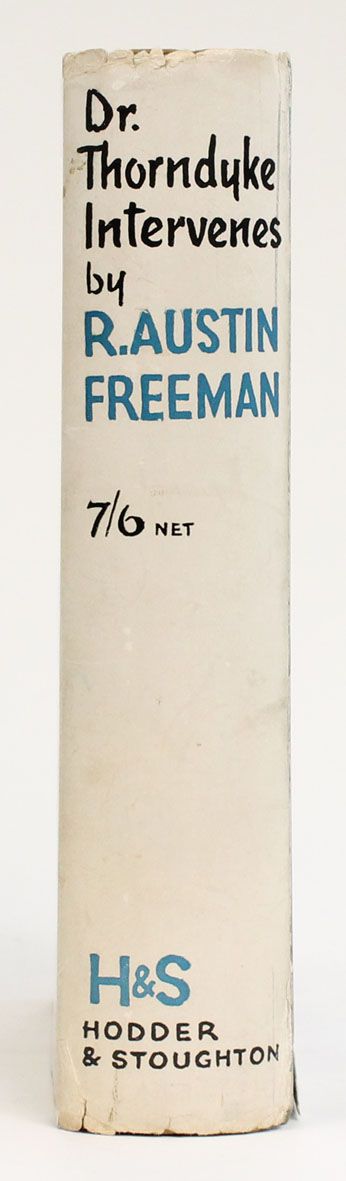 Dr.
Thorndyke
Intervenes
by
R. AUSTIN
FREEMAN
7/6 NET
H&S
HODDER
& STOUGHTON